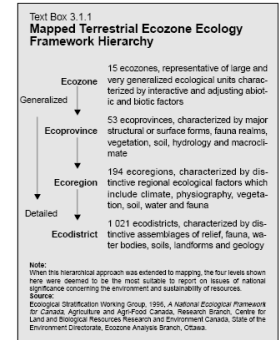 Text Box 3.1.1
Mapped Terrestrial Ecozone Ecology
Framework Hierarchy
15 ecozones, representative of large and
Ecozone very generalized ecological units charac-
terized by interactive and adjusting abiot-
Generalized ic and biotic factors
53 ecoprovinces, characterized by major
Ecoprovince structural or surface forms, fauna realms,
vegetation, soil, hydrology and macrocli-
mate
194 ecoregions, characterized by dis-
Ecoregion tinctive regional ecological factors which
include climate, physiography, vegeta-
tion, soil, water and fauna
Detailed
1 021 ecodistricts, characterized by dis-
Ecodistrict tinctive assemblages of relief, fauna, wa-
ter bodies, soils, landforms and geology
Note:
When this hierarchical approach was extended to mapping, the four levels shown
here were deemed to be the most suitable to report on issues of national
significance concerning the environment and sustainability of resources.
Source:
Ecological Stratification Working Group, 1996, A National Ecological Framework
for Canada, Agriculture and Agri-Food Canada, Research Branch, Centre for
Land and Biological Resources Research and Environment Canada, State of the
Environment Directorate, Ecozone Analysis Branch, Ottawa.